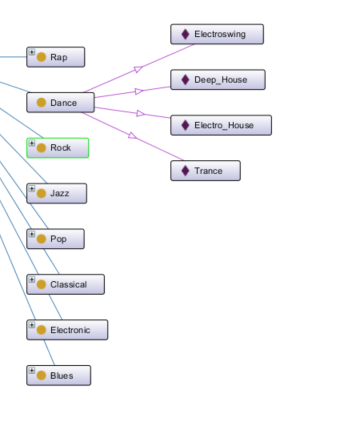 Electroswing
Rap
Deep_House
Dance
Electro_House
Rock
Trance
Jazz
Pop
Classical
Electronic
Blues